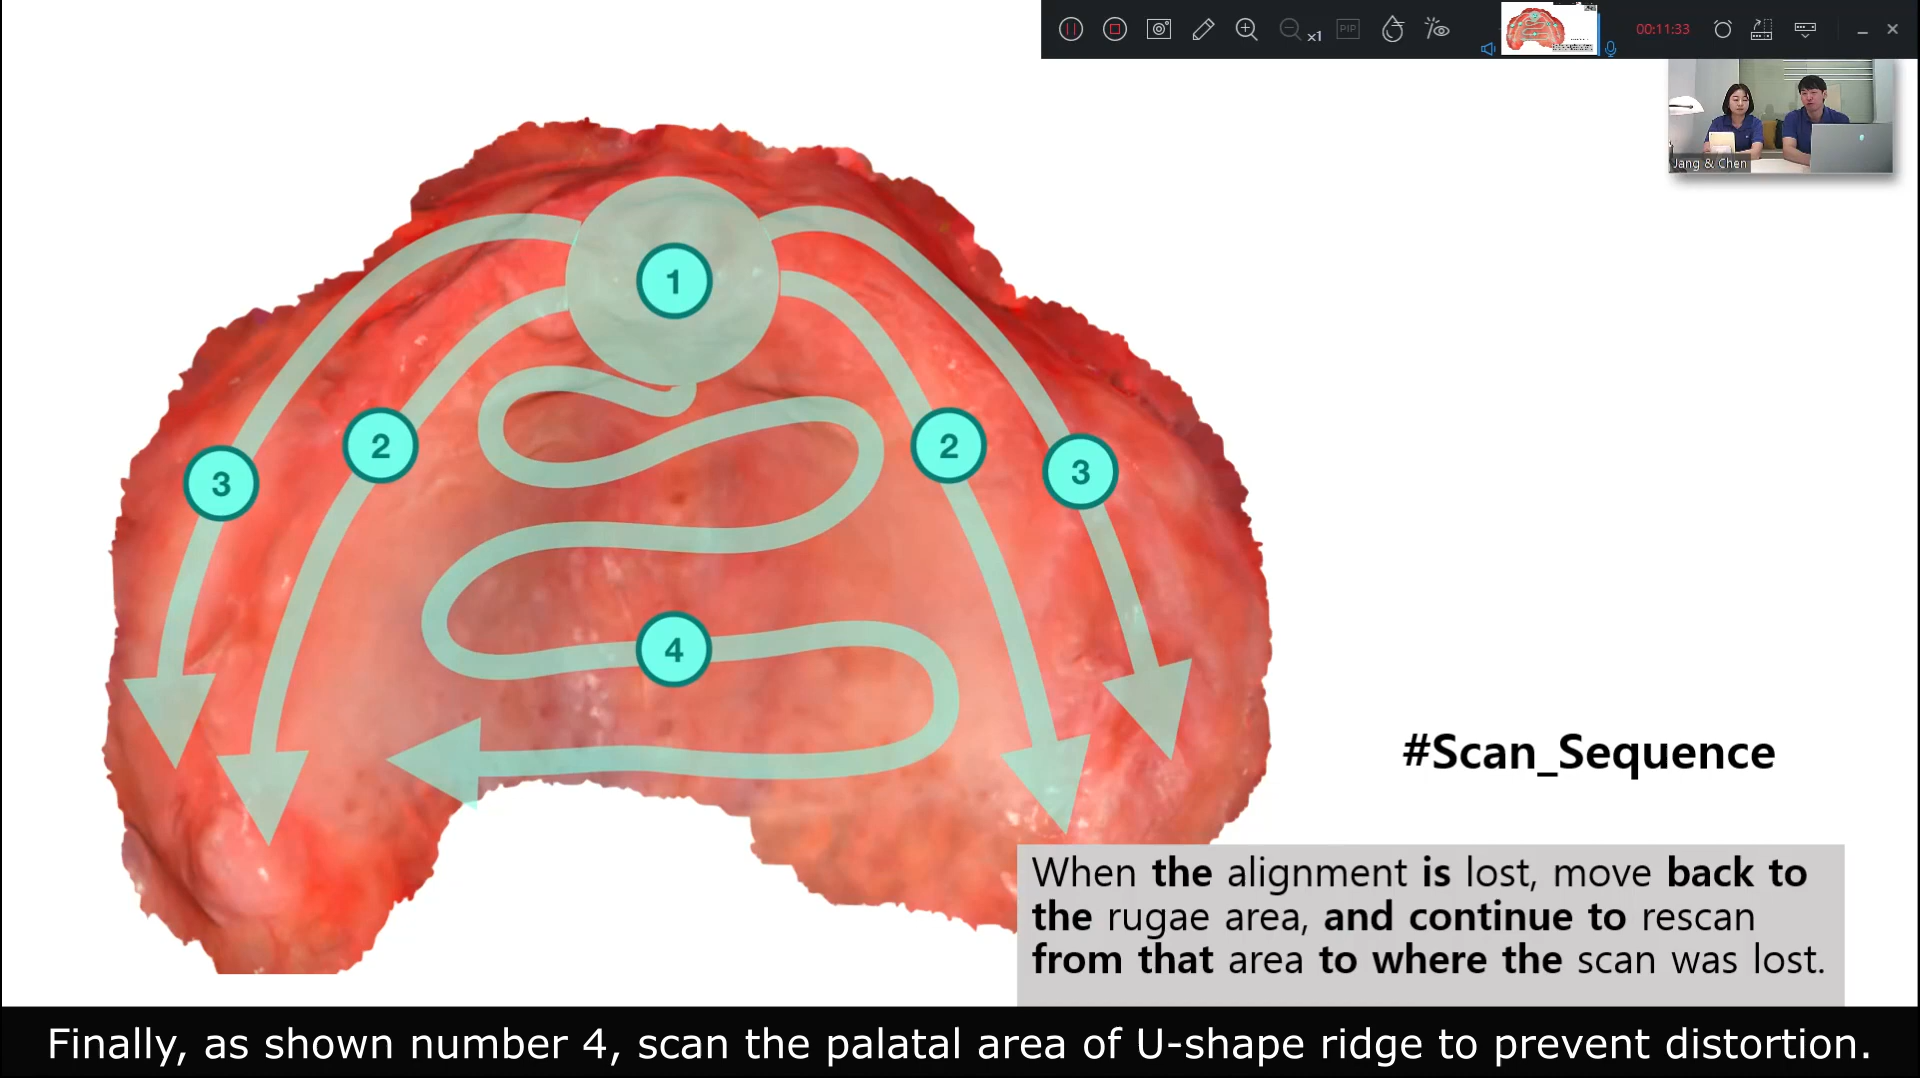 x1
PIP
00:11:33
Jang & Chen
1
2
2
3
3
4
#Scan_Sequence
When the alignment is lost, move back to
the rugae area, and continue to rescan
from that area to where the scan was lost.
Finally, as shown number 4, scan the palatal area of U-shape ridge to prevent distortion.